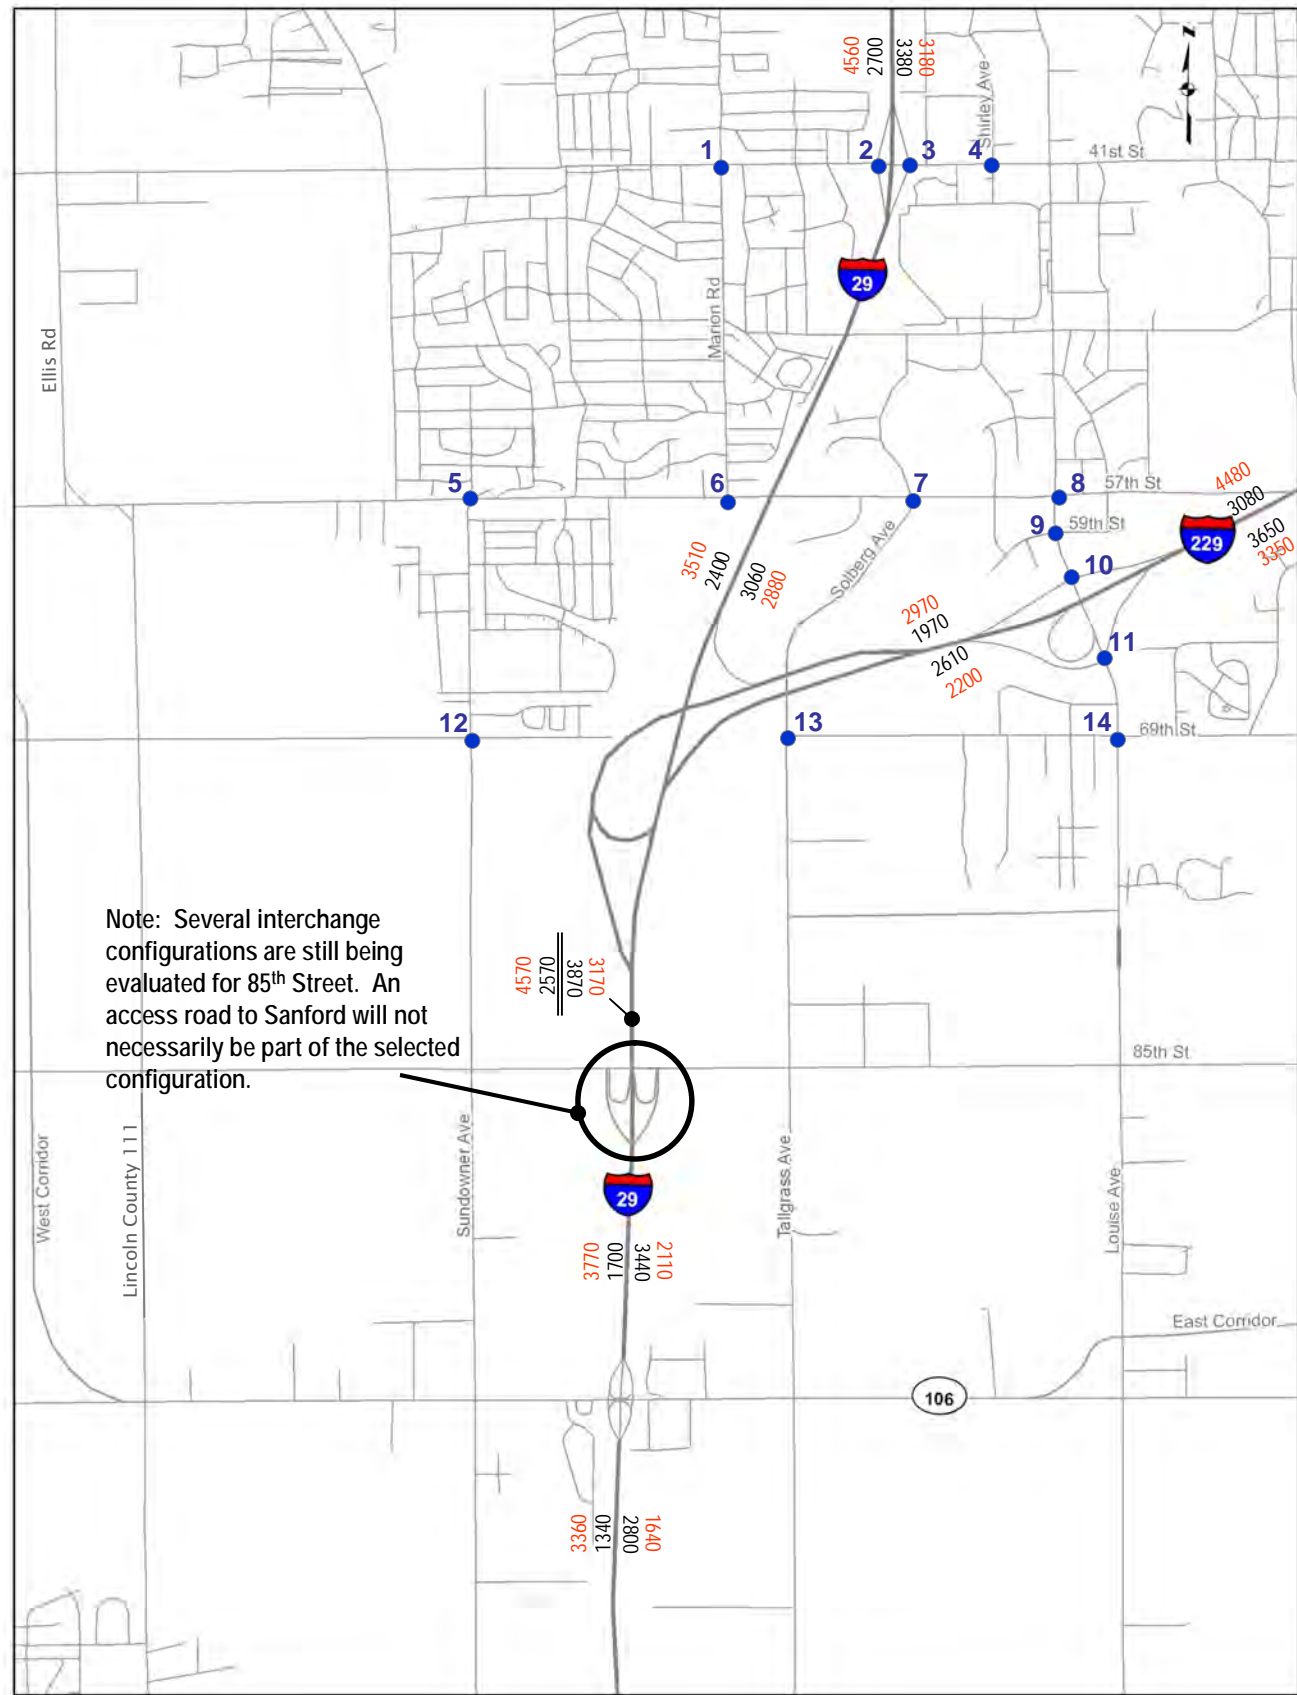 4560
2700
3380
3180
Shirley Ave
N
1
2
3
4
41st St
29
Marion Rd
Ellis Rd
5
6
7
8
57th St
4480
3080
3650
3350
9
59th St
229
10
3510
2400
3060
2880
Solberg Ave
2970
1970
2610
2200
11
12
13
14
69th St
Note: Several interchange
configurations are still being
evaluated for 85th Street. An
access road to Sanford will not
necessarily be part of the selected
configuration.
4570
2570
3870
3170
85th St
West Corridor
Lincoln County 111
Sundowner Ave
29
Tallgrass Ave
Louise Ave
3770
1700
3440
2110
East Corridor
106
3360
1340
2800
1640